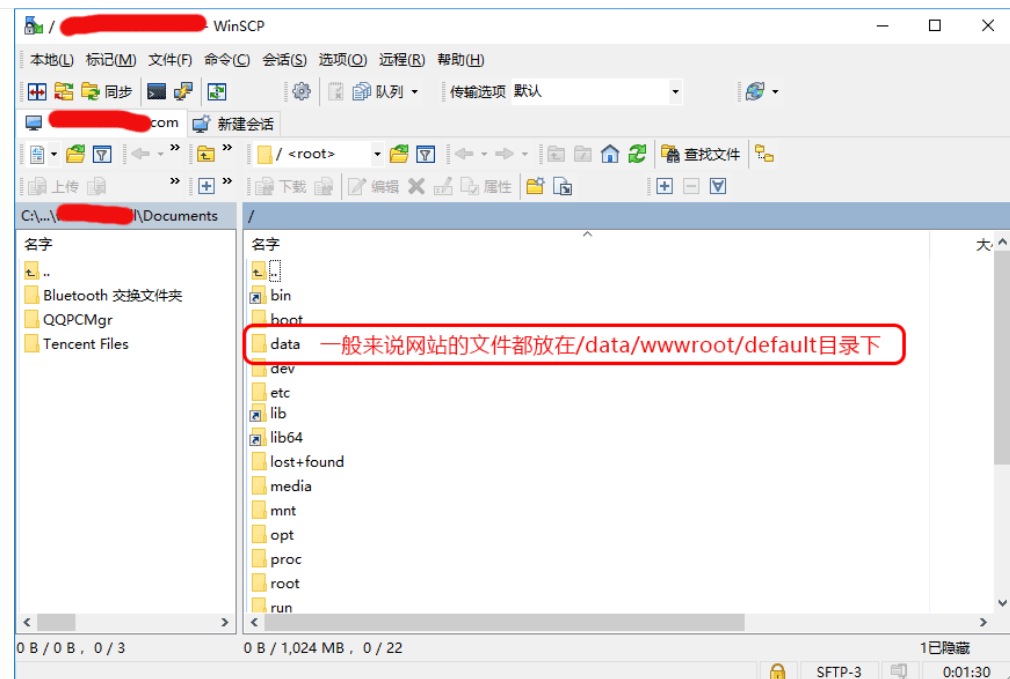 / - WinSCP
本地(L) 标记(M) 文件(F) 命令(C) 会话(S) 选项(O) 远程(R) 帮助(H)
同步 队列 传输选项 默认
com 新建会话
/ <root> 查找文件
上传 下载 编辑 属性
C:\...\ l\Documents /
名字 名字 大小
.. ..
Bluetooth 交换文件夹 bin
QQPCMgr boot
Tencent Files data 一般来说网站的文件都放在/data/wwwroot/default目录下
dev
etc
lib
lib64
lost+found
media
mnt
opt
proc
root
run
0 B / 0 B， 0 / 3 0 B / 1,024 MB， 0 / 22 1已隐藏
SFTP-3 0:01:30